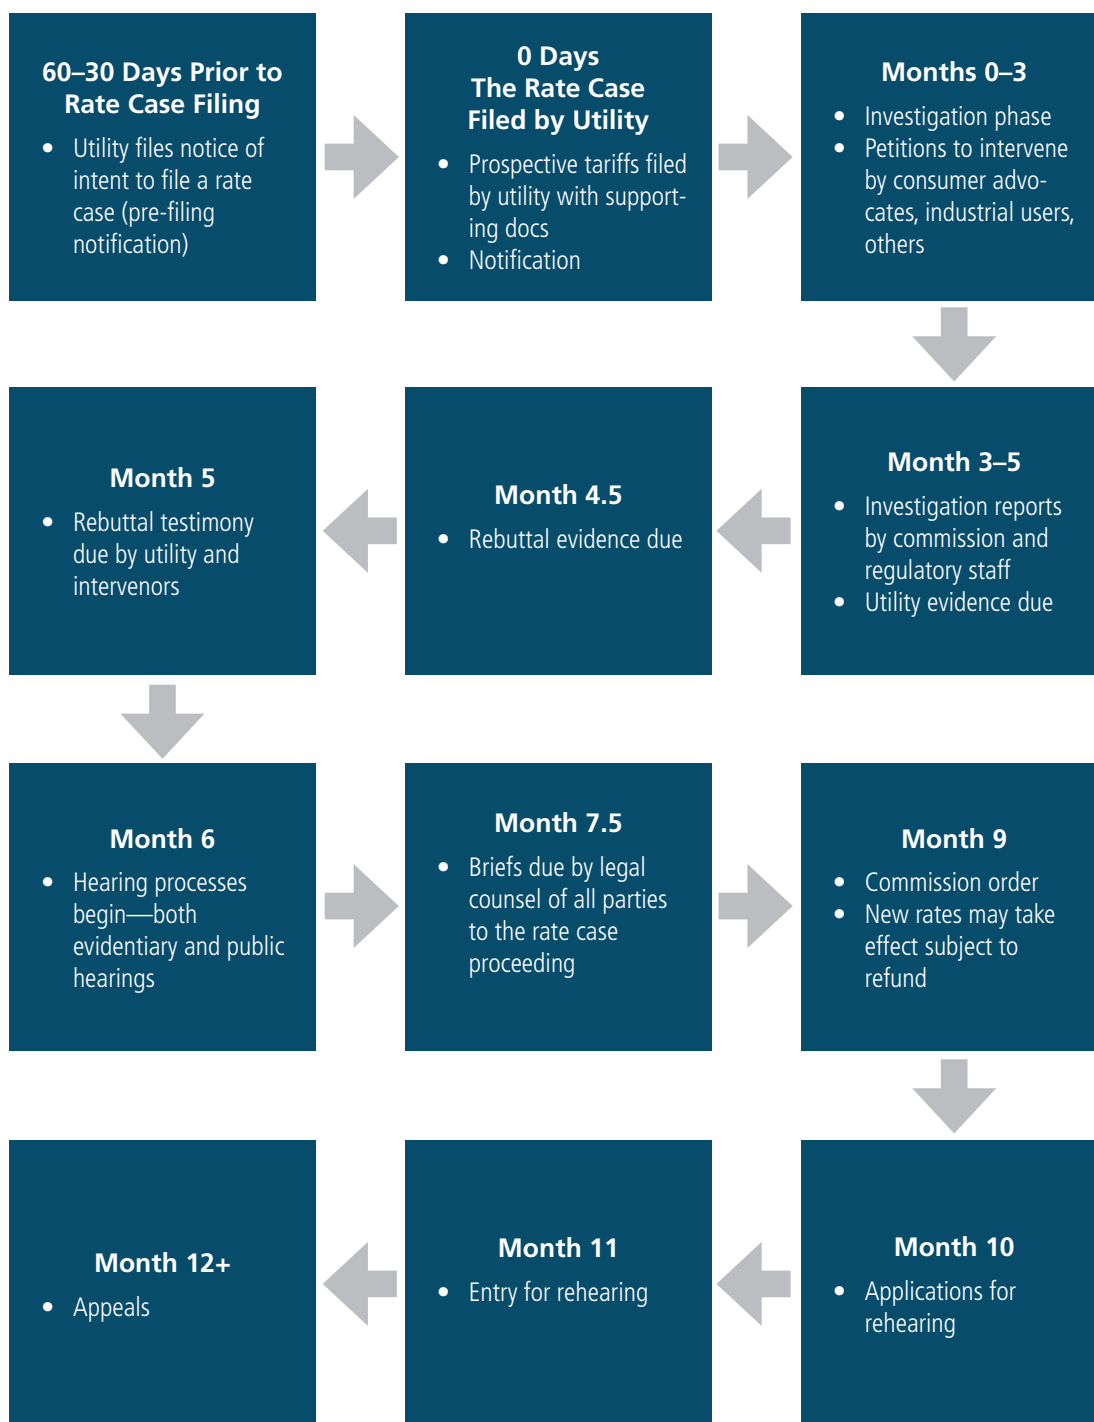 60–30 Days Prior to
Rate Case Filing
• Utility files notice of
intent to file a rate
case (pre-filing
notification)
0 Days
The Rate Case
Filed by Utility
• Prospective tariffs filed
by utility with support-
ing docs
• Notification
Months 0–3
• Investigation phase
• Petitions to intervene
by consumer advo-
cates, industrial users,
others
Month 3–5
• Investigation reports
by commission and
regulatory staff
• Utility evidence due
Month 4.5
• Rebuttal evidence due
Month 5
• Rebuttal testimony
due by utility and
intervenors
Month 6
• Hearing processes
begin—both
evidentiary and public
hearings
Month 7.5
• Briefs due by legal
counsel of all parties
to the rate case
proceeding
Month 9
• Commission order
• New rates may take
effect subject to
refund
Month 10
• Applications for
rehearing
Month 11
• Entry for rehearing
Month 12+
• Appeals